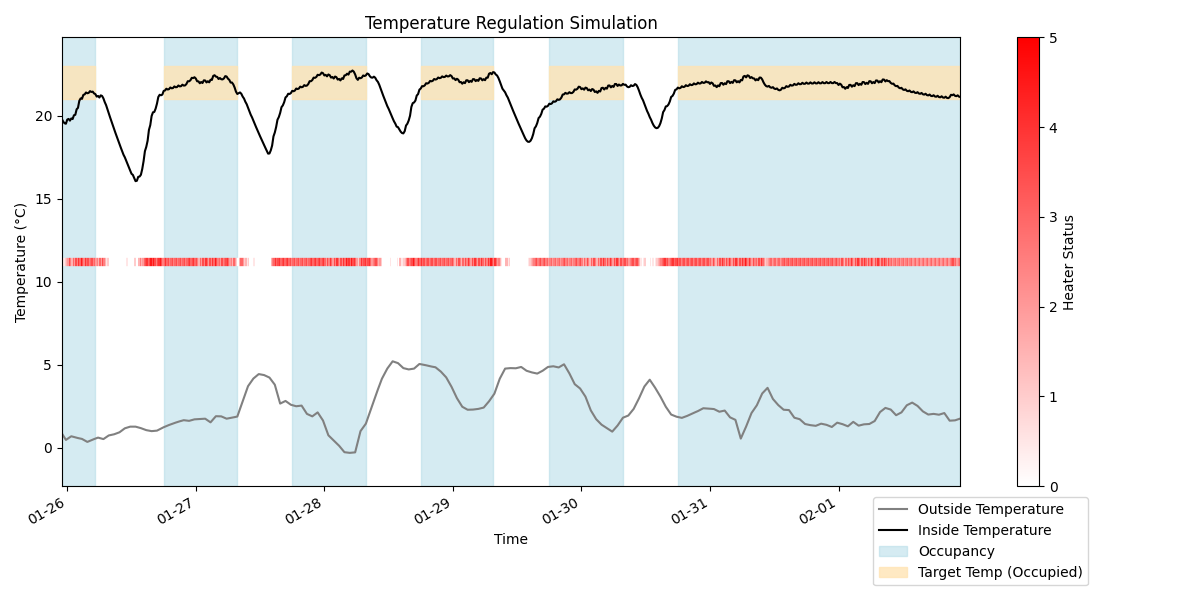 Temperature Regulation Simulation
20
15
10
5
0
Temperature (°C)
01-26
01-27
01-28
01-29
01-30
01-31
02-01
Time
5
4
3
2
1
0
Heater Status
Outside Temperature
Inside Temperature
Occupancy
Target Temp (Occupied)